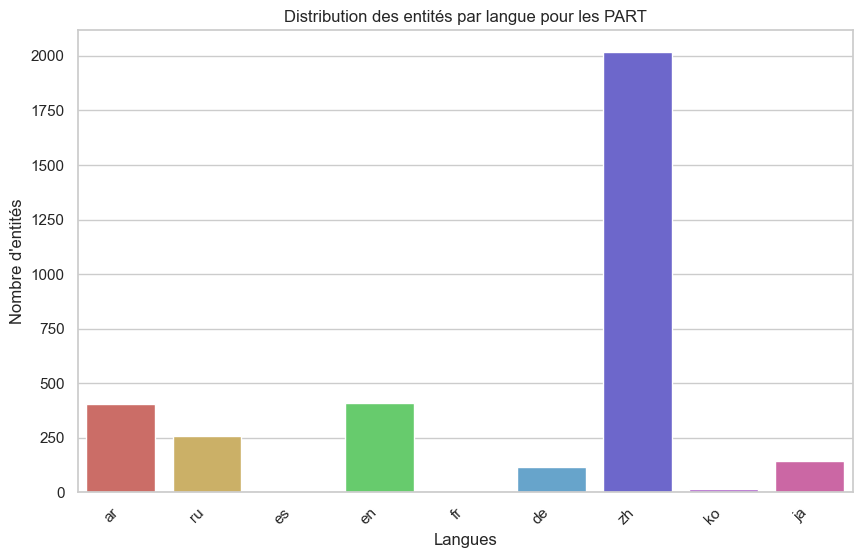 Distribution des entités par langue pour les PART
Nombre d'entités
2000
1750
1500
1250
1000
750
500
250
0
ar
ru
es
en
fr
de
zh
ko
ja
Langues